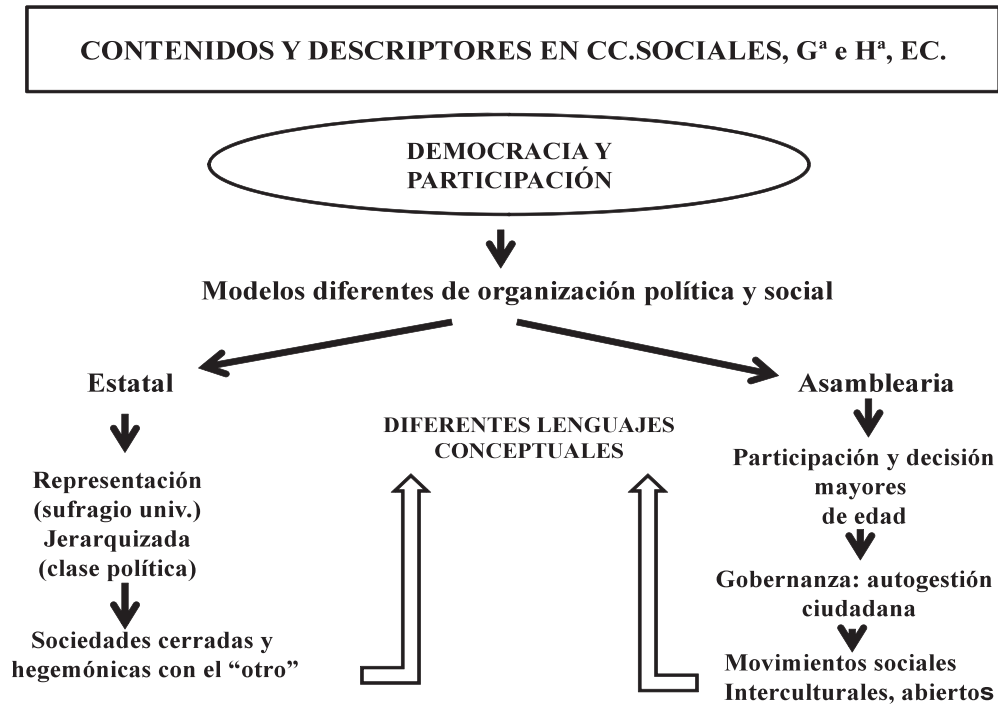 CONTENIDOS Y DESCRIPTORES EN CC.SOCIALES, Gª e Hª, EC.
DEMOCRACIA Y
PARTICIPACIÓN
Modelos diferentes de organización política y social
Estatal
Representación
(sufragio univ.)
Jerarquizada
(clase política)
Sociedades cerradas y
hegemónicas con el “otro”
DIFERENTES LENGUAJES
CONCEPTUALES
Asamblearia
Participación y decisión
mayores
de edad
Gobernanza: autogestión
ciudadana
Movimientos sociales
Interculturales, abiertos